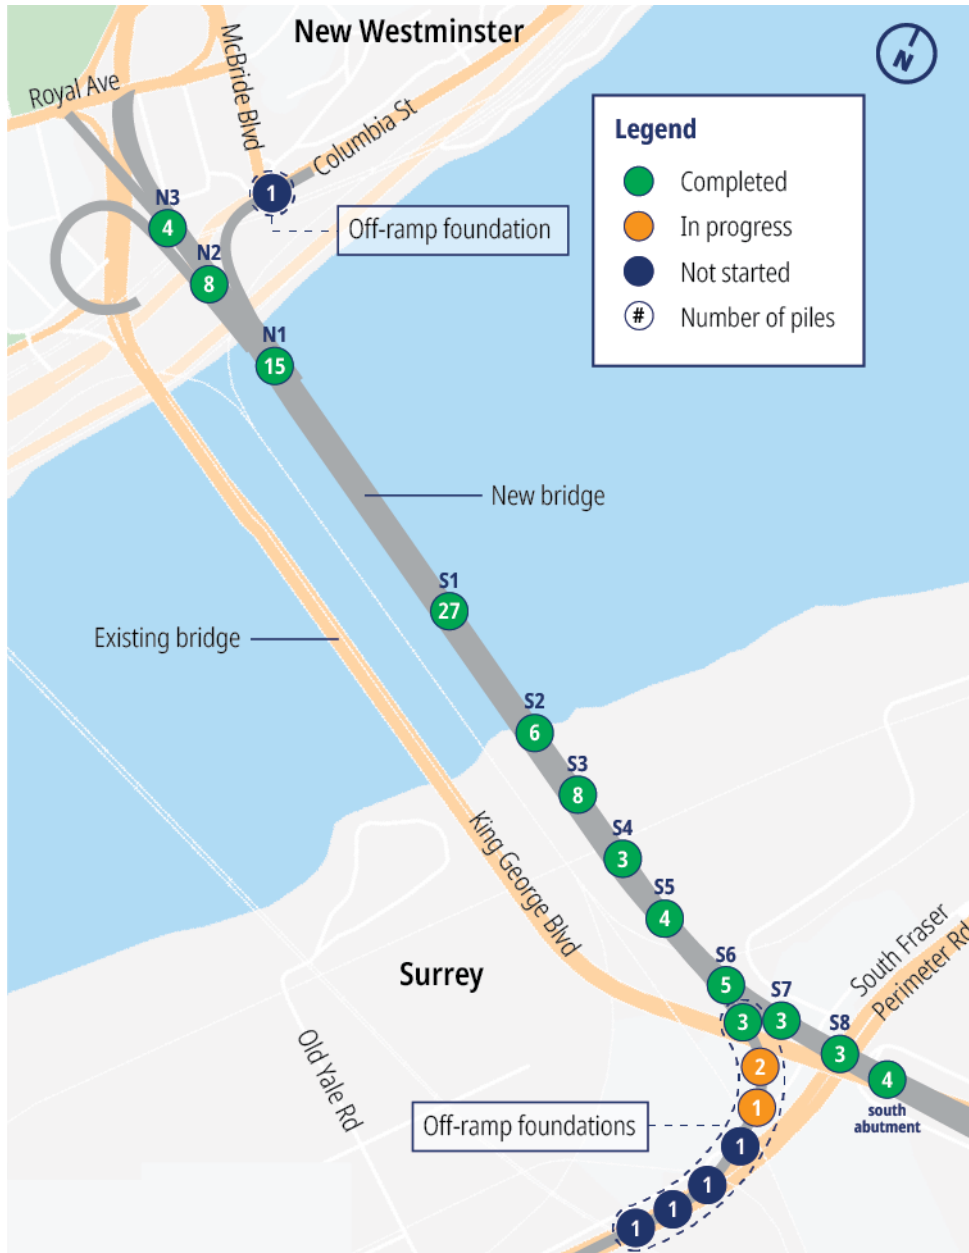 New Westminster
N
McBride Blvd
Royal Ave
Columbia St
Legend
Completed
In progress
Not started
# Number of piles
1
Off-ramp foundation
N3
4
N2
8
N1
15
New bridge
S1
27
Existing bridge
S2
6
S3
8
S4
3
King George Blvd
S5
4
South Fraser
Perimeter Rd
Surrey
S6
5
S7
3
3
S8
3
Old Yale Rd
2
4
south
abutment
1
Off-ramp foundations
1
1
1
1